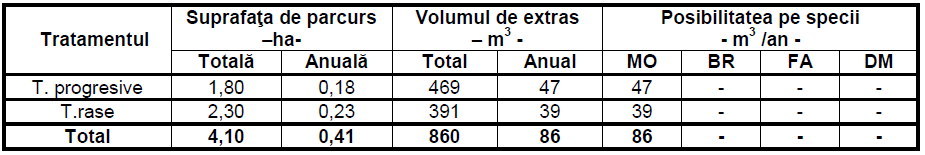 Tratamentul | Suprafaţa de parcurs –ha- | Volumul de extras – m³ - | Posibilitatea pe specii - m³ /an -
Totală | Anuală | Total | Anual | MO | BR | FA | DM
T. progresive | 1,80 | 0,18 | 469 | 47 | 47 | - | - | -
T.rase | 2,30 | 0,23 | 391 | 39 | 39 | - | - | -
Total | 4,10 | 0,41 | 860 | 86 | 86 | - | - | -